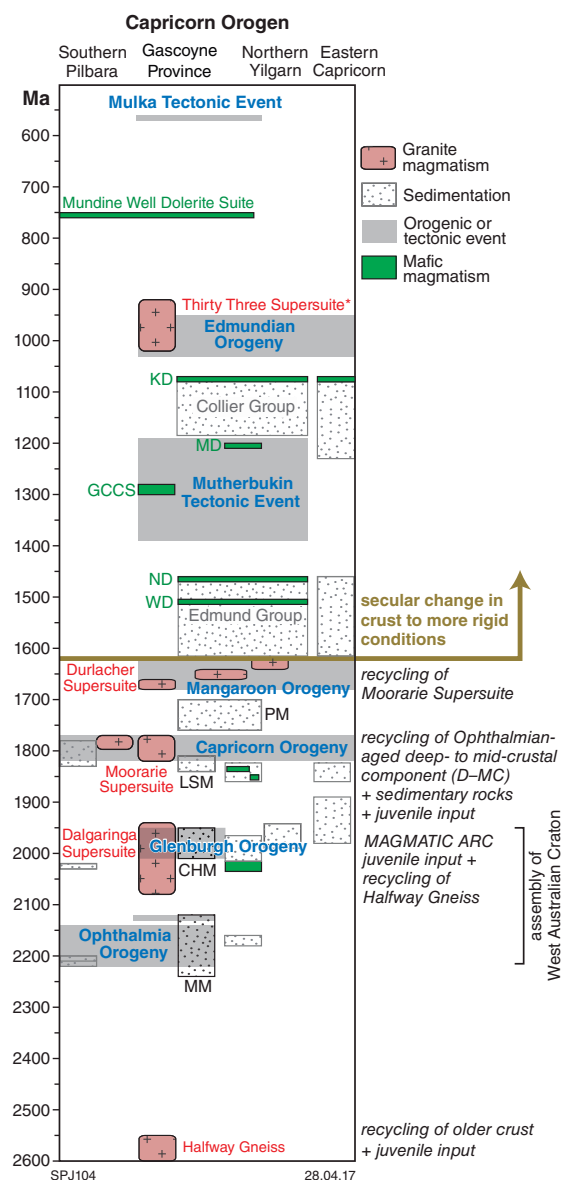 Capricorn Orogen
Southern
Pilbara
Gascoyne
Province
Northern
Yilgarn
Eastern
Capricorn
Ma
600
700
800
900
1000
1100
1200
1300
1400
1500
1600
1700
1800
1900
2000
2100
2200
2300
2400
2500
2600
Mulka Tectonic Event
Mundine Well Dolerite Suite
Thirty Three Supersuite*
Edmundian
Orogeny
KD
Collier Group
MD
Mutherbukin
Tectonic Event
GCCS
ND
WD
Edmund Group
Durlacher
Supersuite
Mangaroon Orogeny
PM
Capricorn Orogeny
Moorarie
Supersuite
LSM
Dalgaringa
Supersuite
Glenburgh Orogeny
CHM
Ophthalmia
Orogeny
MM
Halfway Gneiss
Granite
magmatism
Sedimentation
Orogenic or
tectonic event
Mafic
magmatism
secular change in
crust to more rigid
conditions
recycling of
Moorarie Supersuite
recycling of Ophthalmian-
aged deep- to mid-crustal
component (D–MC)
+ sedimentary rocks
+ juvenile input
MAGMATIC ARC
juvenile input +
recycling of
Halfway Gneiss
assembly of
West Australian Craton
recycling of older crust
+ juvenile input
SPJ104
28.04.17